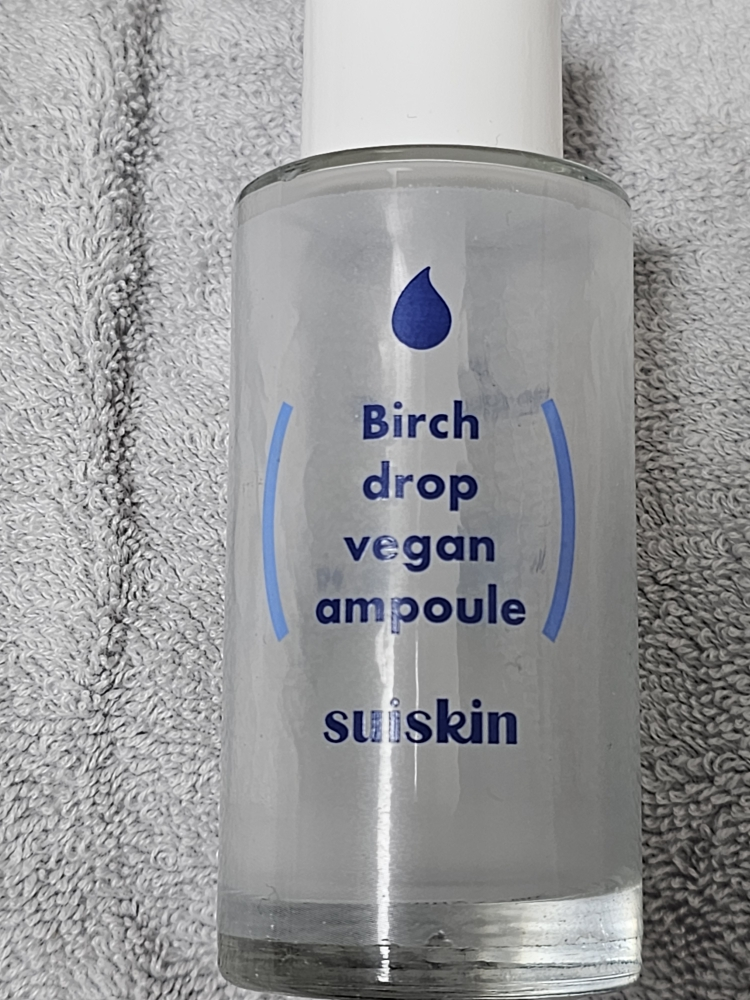 Birch
drop
vegan
ampoule
suiskin